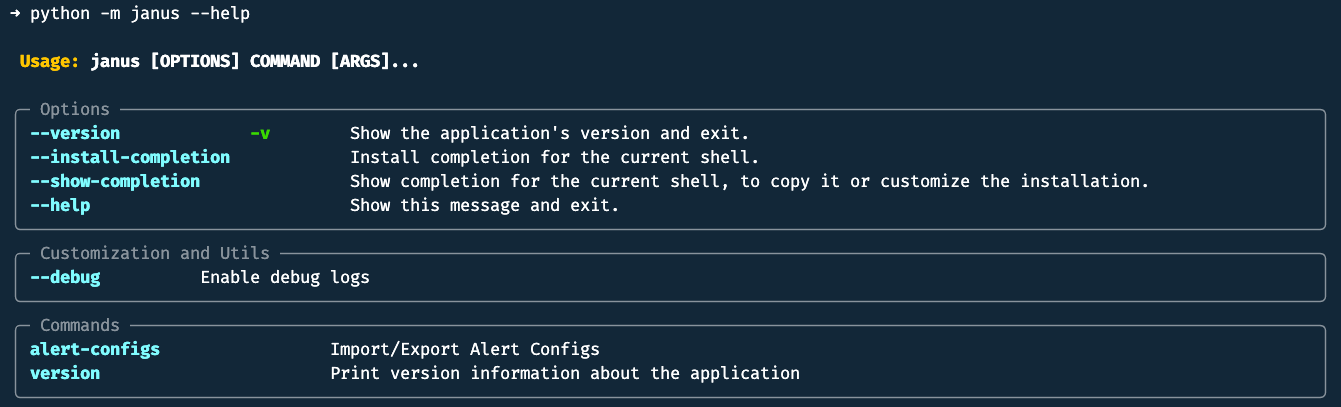 ➜ python -m janus --help
Usage: janus [OPTIONS] COMMAND [ARGS]...
Options
--version -v Show the application's version and exit.
--install-completion Install completion for the current shell.
--show-completion Show completion for the current shell, to copy it or customize the installation.
--help Show this message and exit.
Customization and Utils
--debug Enable debug logs
Commands
alert-configs Import/Export Alert Configs
version Print version information about the application